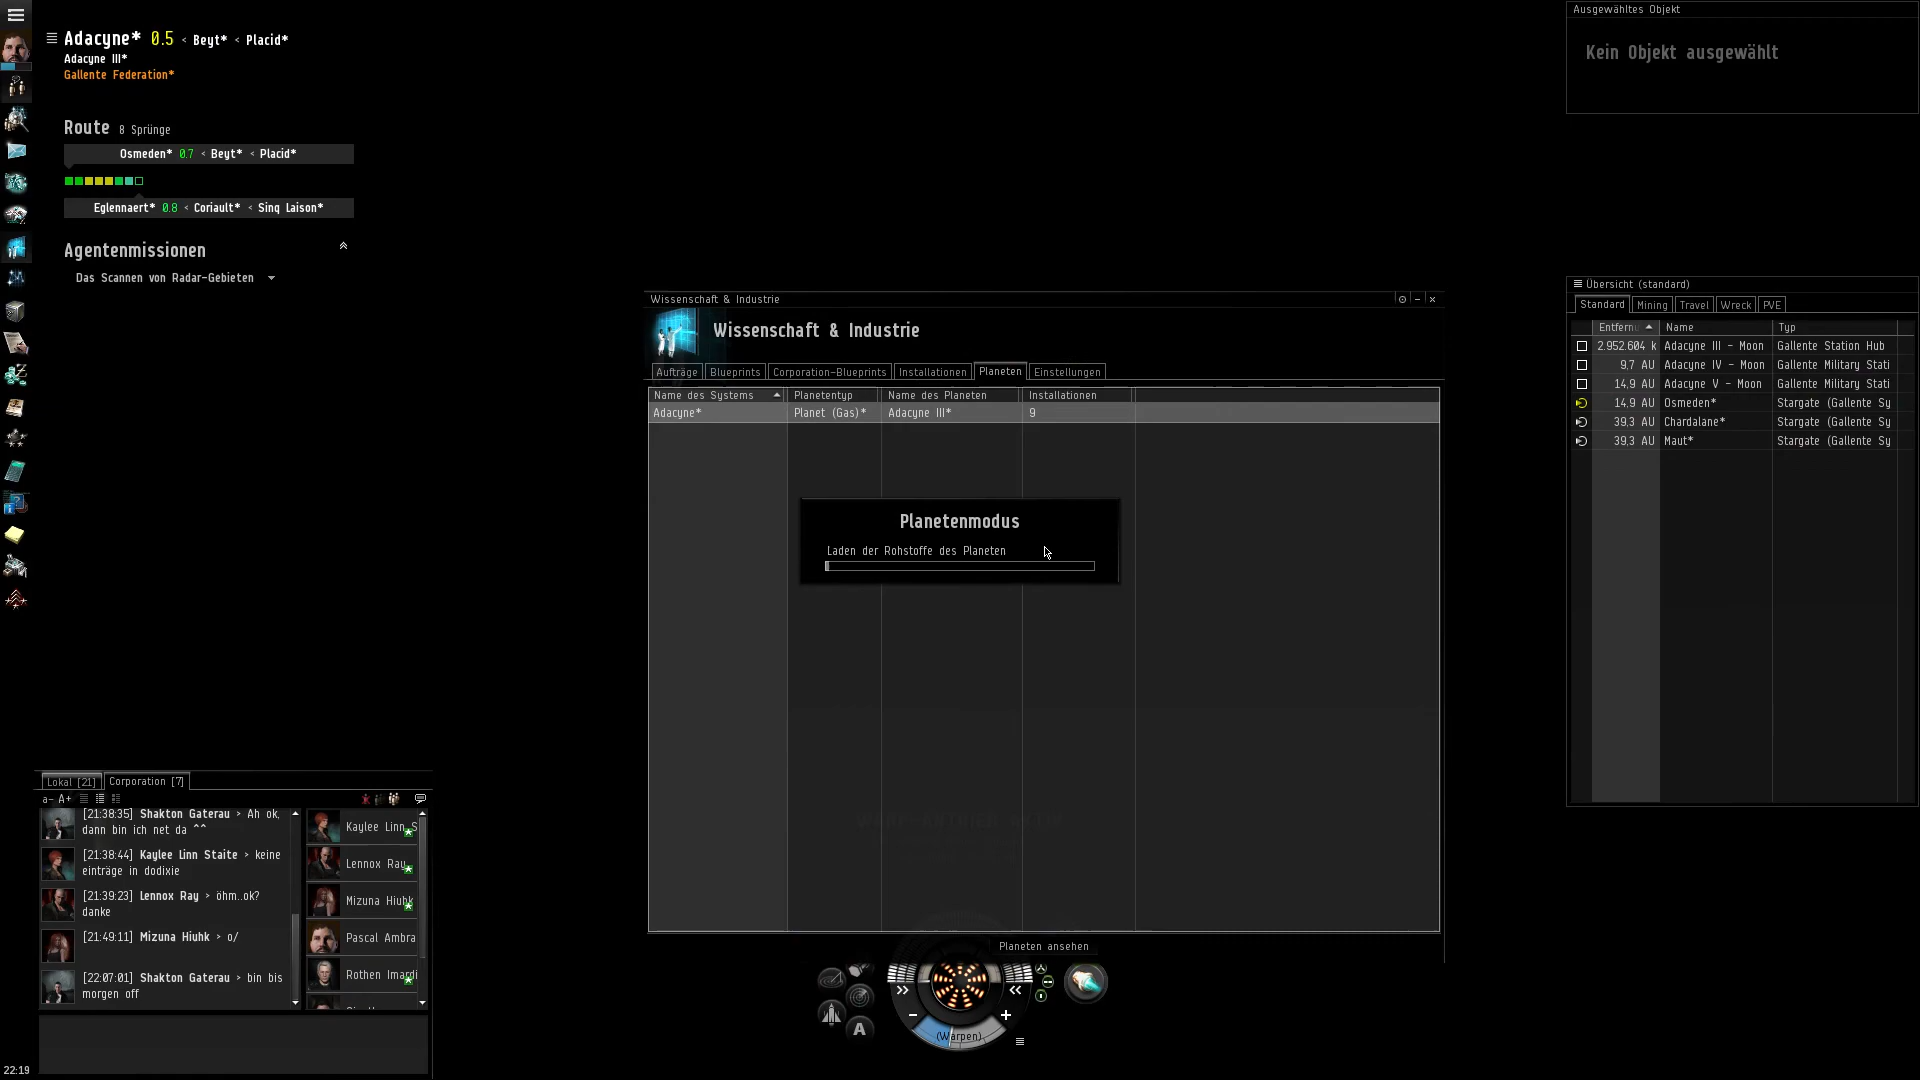 Adacyne* 0.5 < Beyt* < Placid*
Adacyne III*
Gallente Federation*
Route 8 Sprünge
Osmeden* 0.7 < Beyt* < Placid*
Eglennaert* 0.8 < Coriault* < Sinq Laison*
Agentenmissionen
Das Scannen von Radar-Gebieten
Ausgewähltes Objekt
Kein Objekt ausgewählt
Wissenschaft & Industrie
Wissenschaft & Industrie
Aufträge Blueprints Corporation-Blueprints Installationen Planeten Einstellungen
Name des Systems Planetentyp Name des Planeten Installationen
Adacyne* Planet (Gas)* Adacyne III* 9
Planetenmodus
Laden der Rohstoffe des Planeten
Planeten ansehen
Übersicht (standard)
Standard Mining Travel Wreck PVE
Entfern Name Typ
2.952.604 k Adacyne III - Moon Gallente Station Hub
9,7 AU Adacyne IV - Moon Gallente Military Stati
14,9 AU Adacyne V - Moon Gallente Military Stati
14,9 AU Osmeden* Stargate (Gallente Sy
39,3 AU Chardalane* Stargate (Gallente Sy
39,3 AU Maut* Stargate (Gallente Sy
Lokal [21] Corporation [7]
a- A+
[21:38:35] Shakton Gaterau > Ah ok,
dann bin ich net da ^^
[21:38:44] Kaylee Linn Staite > keine
einträge in dodixie
[21:39:23] Lennox Ray > öhm..ok?
danke
[21:49:11] Mizuna Hiuhk > o/
[22:07:01] Shakton Gaterau > bin bis
morgen off
Kaylee Linn S
Lennox Ray
Mizuna Hiuhk
Pascal Ambra
Rothen Imardi
A
(Warpen)
22:19